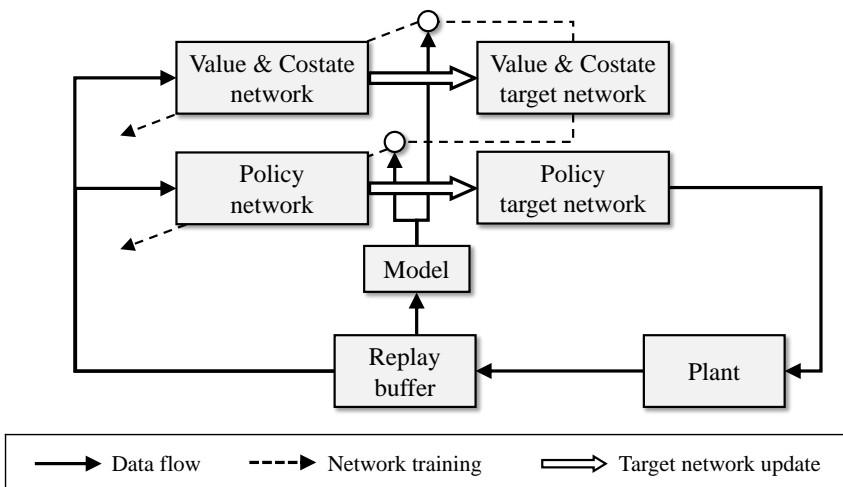 Value & Costate
network
Value & Costate
target network
Policy
network
Policy
target network
Model
Replay
buffer
Plant
Data flow
Network training
Target network update